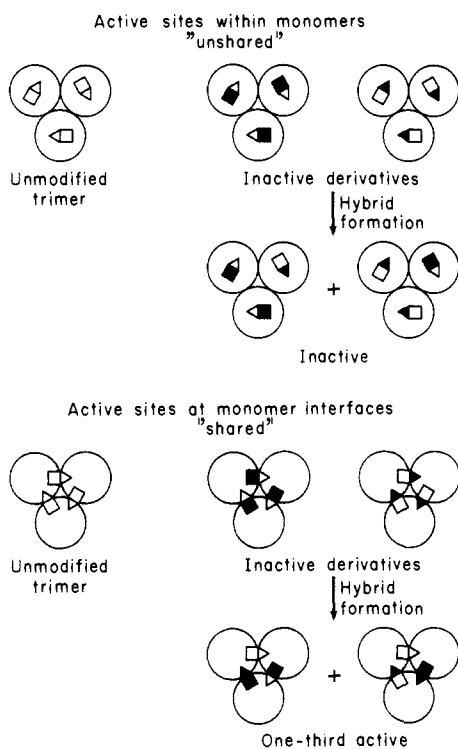 Active sites within monomers
"unshared"
Unmodified
trimer
Inactive derivatives
Hybrid
formation
+
Inactive
Active sites at monomer interfaces
"shared"
Unmodified
trimer
Inactive derivatives
Hybrid
formation
+
One-third active